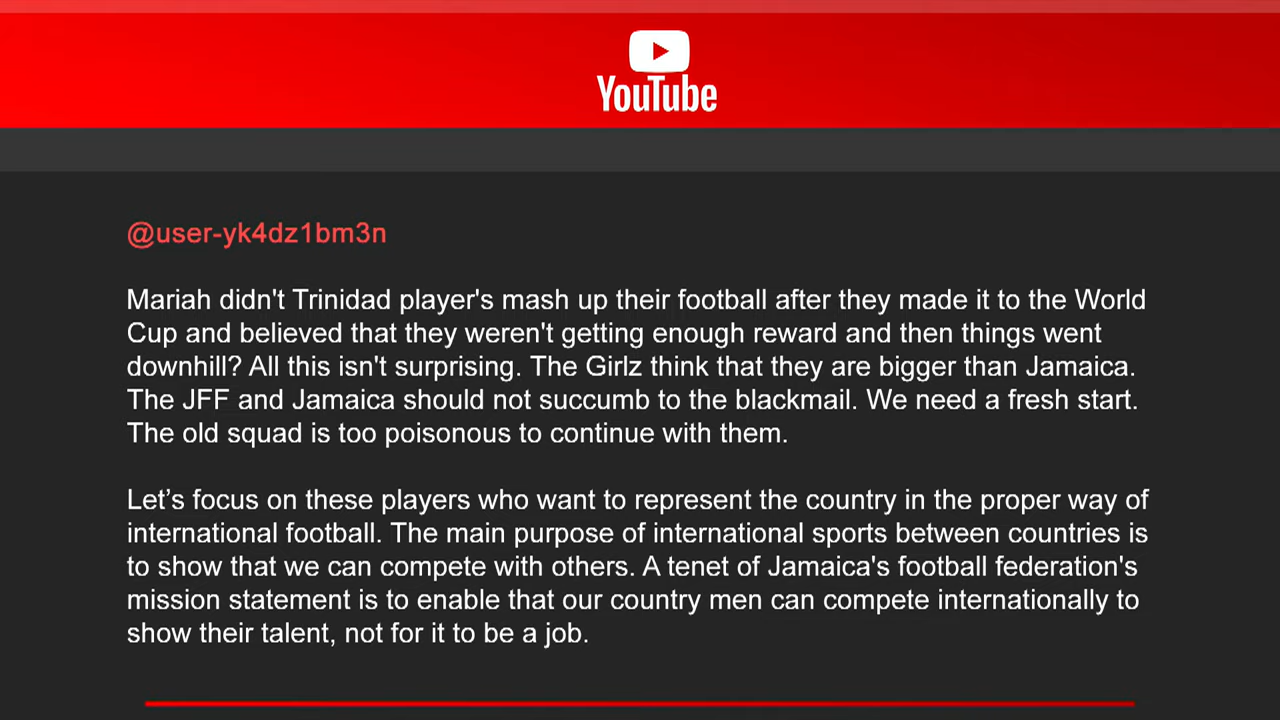 YouTube
@user-yk4dz1bm3n
Mariah didn't Trinidad player's mash up their football after they made it to the World
Cup and believed that they weren't getting enough reward and then things went
downhill? All this isn't surprising. The Girlz think that they are bigger than Jamaica.
The JFF and Jamaica should not succumb to the blackmail. We need a fresh start.
The old squad is too poisonous to continue with them.
Let’s focus on these players who want to represent the country in the proper way of
international football. The main purpose of international sports between countries is
to show that we can compete with others. A tenet of Jamaica's football federation's
mission statement is to enable that our country men can compete internationally to
show their talent, not for it to be a job.